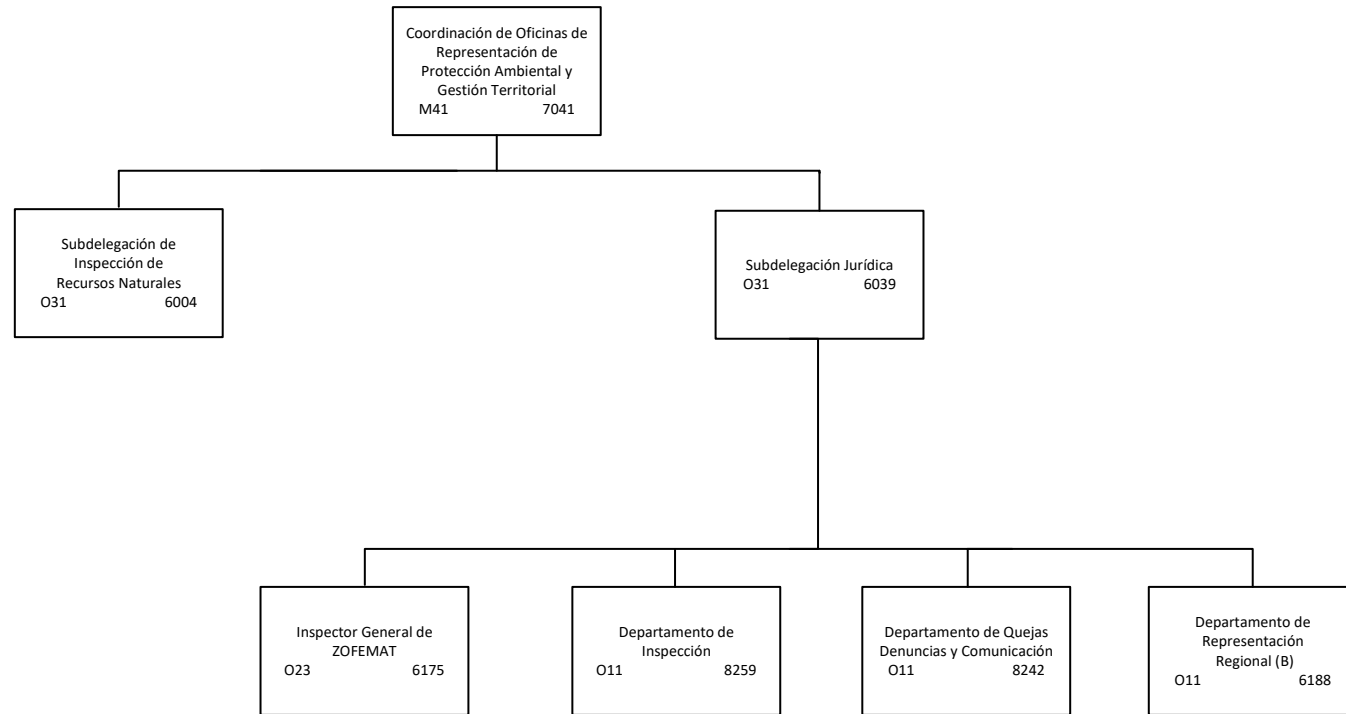 Coordinación de Oficinas de
Representación de
Protección Ambiental y
Gestión Territorial
M41 7041
Subdelegación de
Inspección de
Recursos Naturales
O31 6004
Subdelegación Jurídica
O31 6039
Inspector General de
ZOFEMAT
O23 6175
Departamento de
Inspección
O11 8259
Departamento de Quejas
Denuncias y Comunicación
O11 8242
Departamento de
Representación
Regional (B)
O11 6188